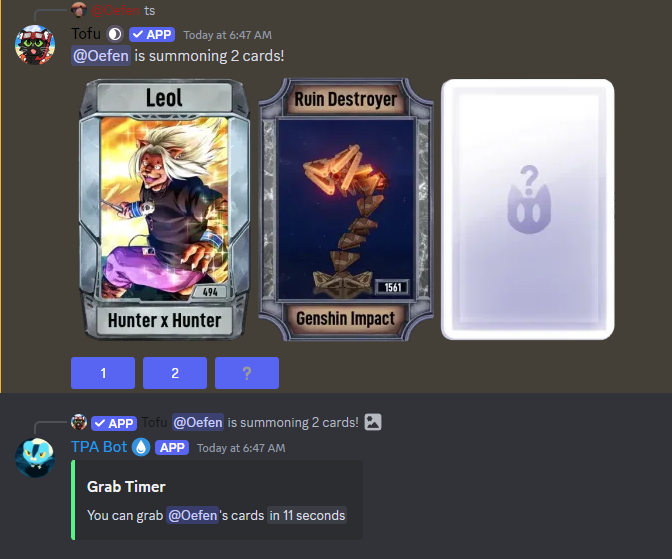 @Oefen ts
Tofu APP Today at 6:47 AM
@Oefen is summoning 2 cards!
Leol
Ruin Destroyer
?
494
1561
Hunter x Hunter
Genshin Impact
1
2
?
APP Tofu @Oefen is summoning 2 cards!
TPA Bot APP Today at 6:47 AM
Grab Timer
You can grab @Oefen's cards in 11 seconds